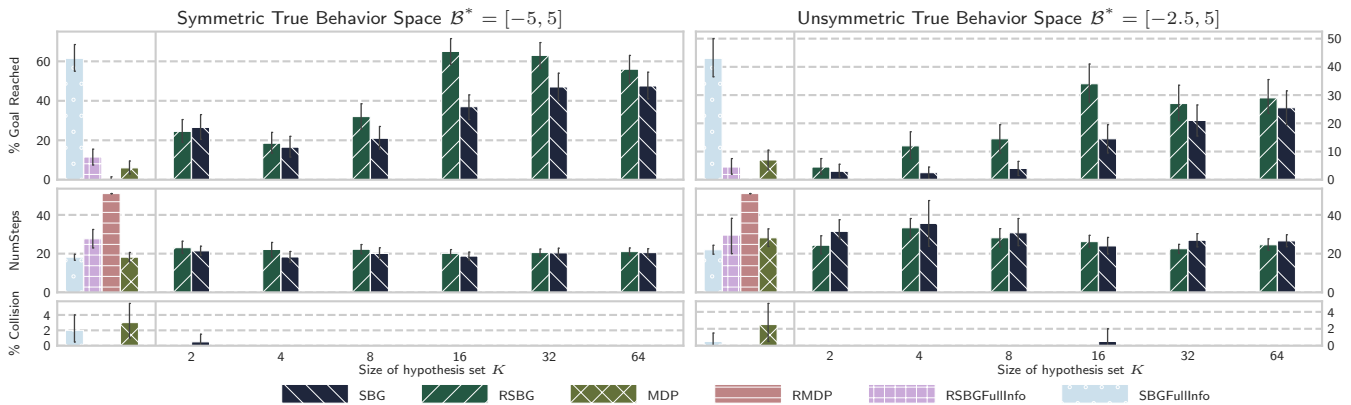 Symmetric True Behavior Space 𝓑* = [−5, 5]
Unsymmetric True Behavior Space 𝓑* = [−2.5, 5]
% Goal Reached
60
40
20
0
50
40
30
20
10
0
NumSteps
40
20
0
40
20
0
% Collision
4
2
0
4
2
0
2 4 8 16 32 64
2 4 8 16 32 64
Size of hypothesis set K
Size of hypothesis set K
SBG RSBG MDP RMDP RSBGFullInfo SBGFullInfo